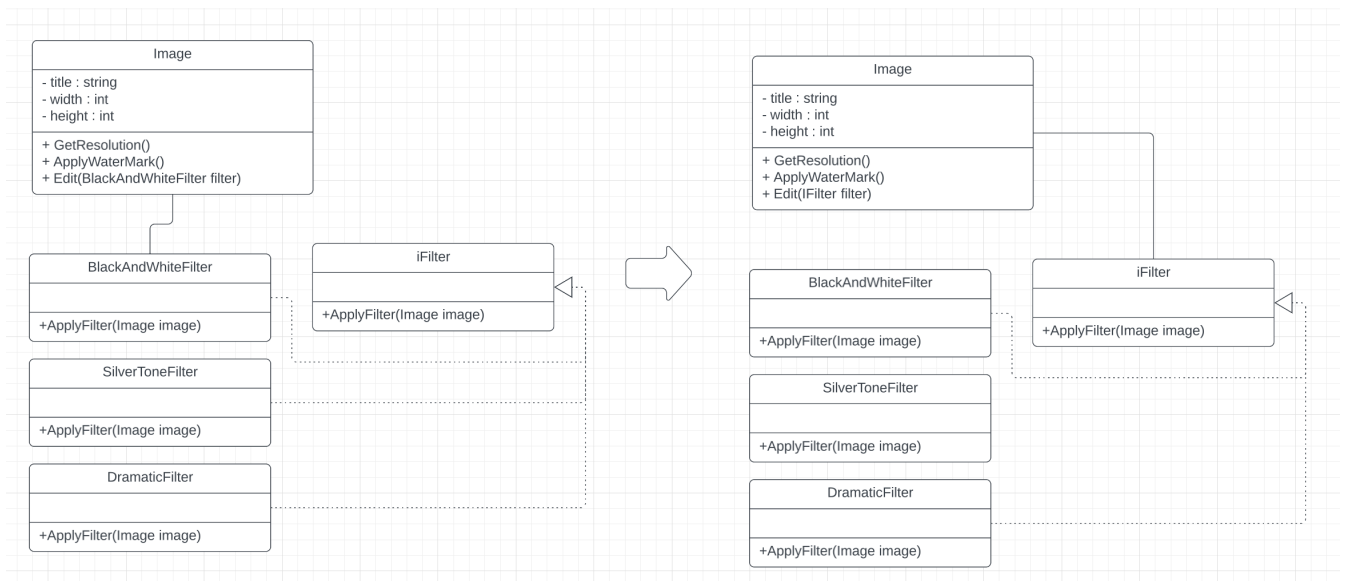 Image
- title : string
- width : int
- height : int
+ GetResolution()
+ ApplyWaterMark()
+ Edit(BlackAndWhiteFilter filter)
BlackAndWhiteFilter
+ApplyFilter(Image image)
SilverToneFilter
+ApplyFilter(Image image)
DramaticFilter
+ApplyFilter(Image image)
iFilter
+ApplyFilter(Image image)
Image
- title : string
- width : int
- height : int
+ GetResolution()
+ ApplyWaterMark()
+ Edit(IFilter filter)
BlackAndWhiteFilter
+ApplyFilter(Image image)
SilverToneFilter
+ApplyFilter(Image image)
DramaticFilter
+ApplyFilter(Image image)
iFilter
+ApplyFilter(Image image)